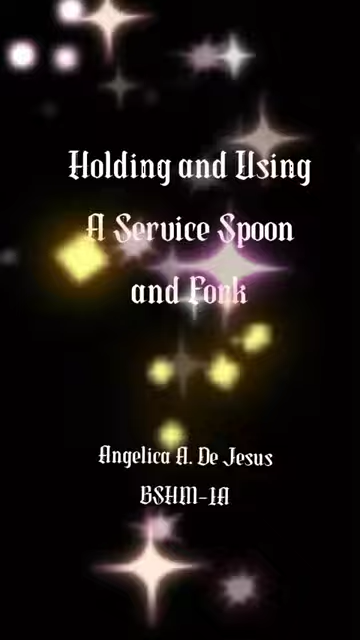 Holding and Using
A Service Spoon
and Fork
Angelica A. De Jesus
BSHM-1A